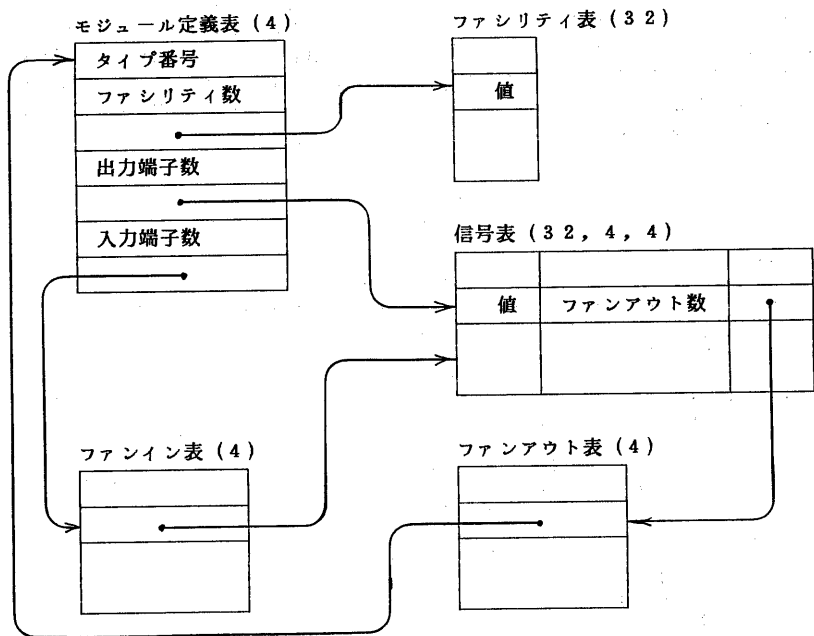 モジュール定義表 (4)
タイプ番号
ファシリティ数
出力端子数
入力端子数
ファシリティ表 (32)
値
信号表 (32, 4, 4)
値 ファンアウト数
ファンイン表 (4)
ファンアウト表 (4)